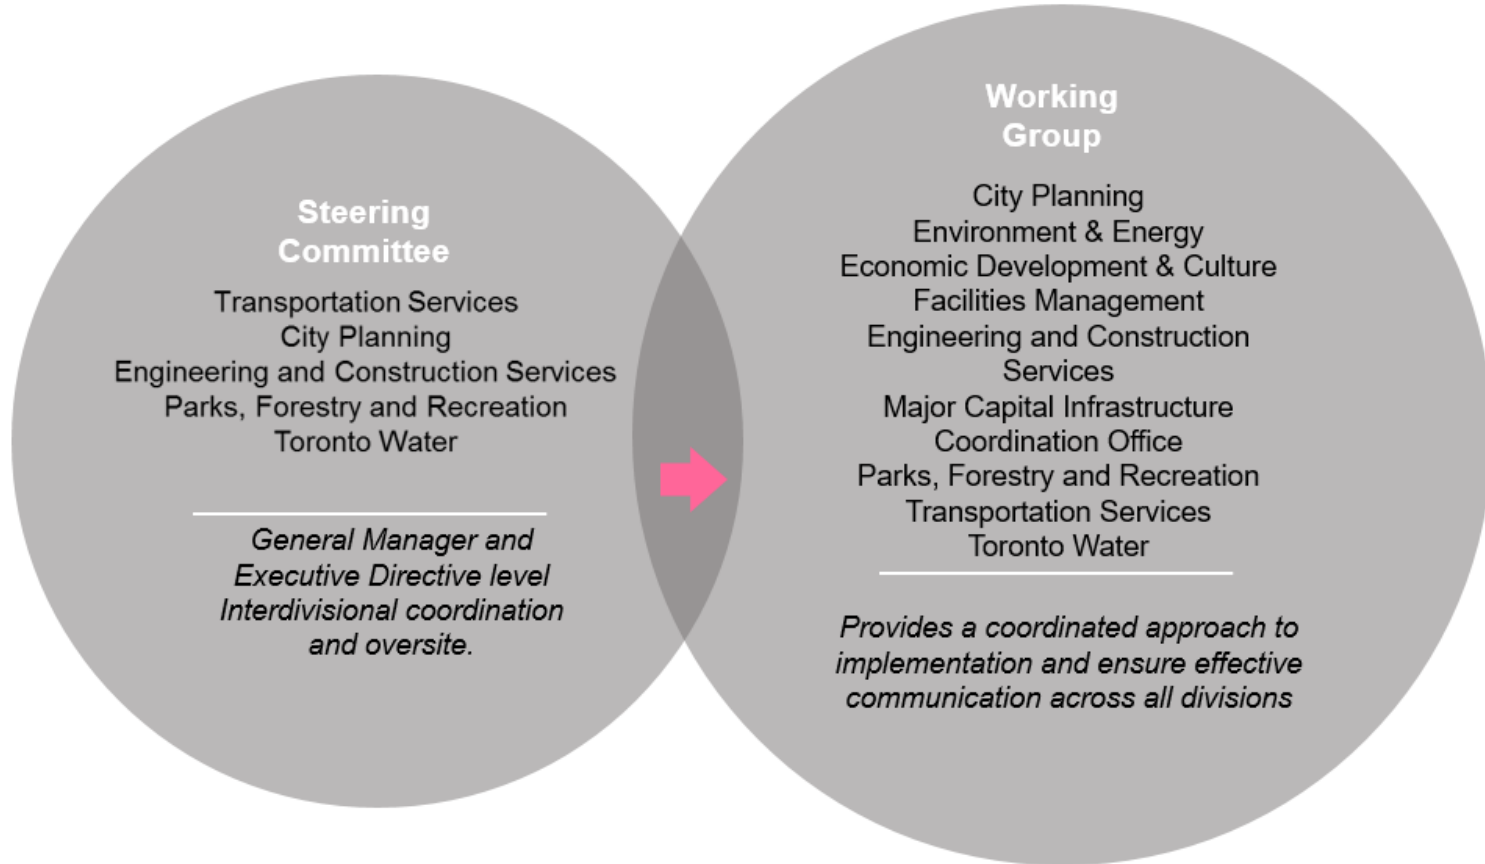 Steering
Committee
Transportation Services
City Planning
Engineering and Construction Services
Parks, Forestry and Recreation
Toronto Water
General Manager and
Executive Directive level
Interdivisional coordination
and oversite.
Working
Group
City Planning
Environment & Energy
Economic Development & Culture
Facilities Management
Engineering and Construction
Services
Major Capital Infrastructure
Coordination Office
Parks, Forestry and Recreation
Transportation Services
Toronto Water
Provides a coordinated approach to
implementation and ensure effective
communication across all divisions